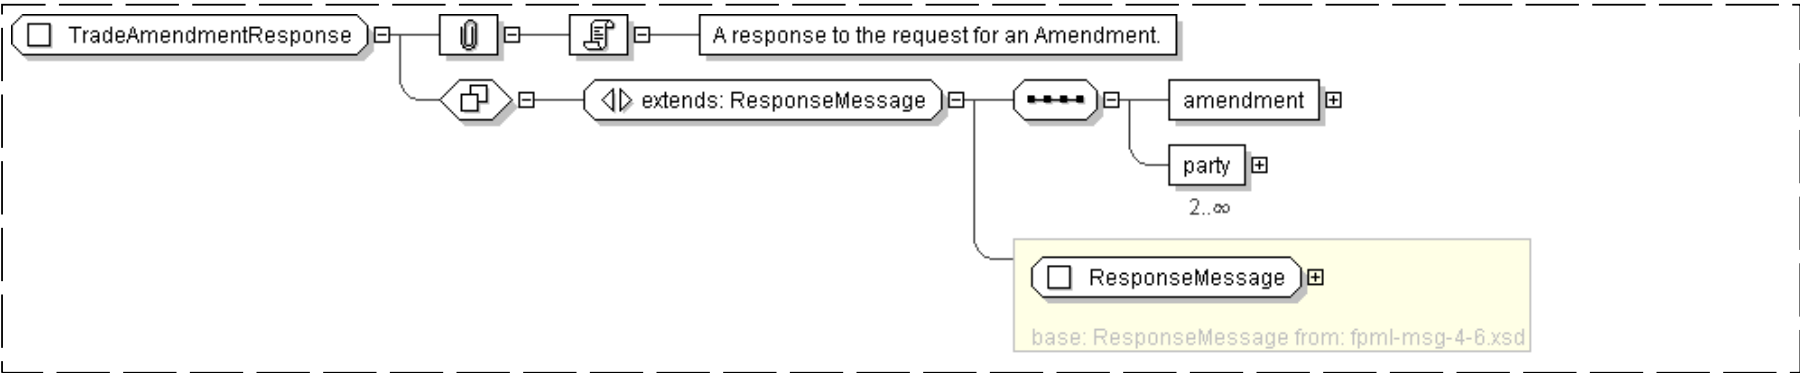 TradeAmendmentResponse
A response to the request for an Amendment.
extends: ResponseMessage
amendment
party
2..∞
ResponseMessage
base: ResponseMessage from: fpml-msg-4-6.xsd